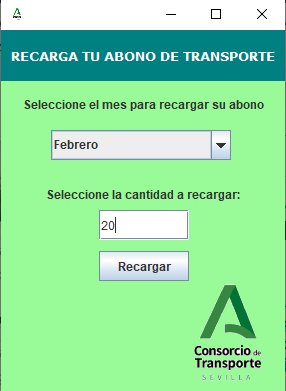 RECARGA TU ABONO DE TRANSPORTE
Seleccione el mes para recargar su abono
Febrero
Seleccione la cantidad a recargar:
20
Recargar
Consorcio de
Transporte
SEVILLA